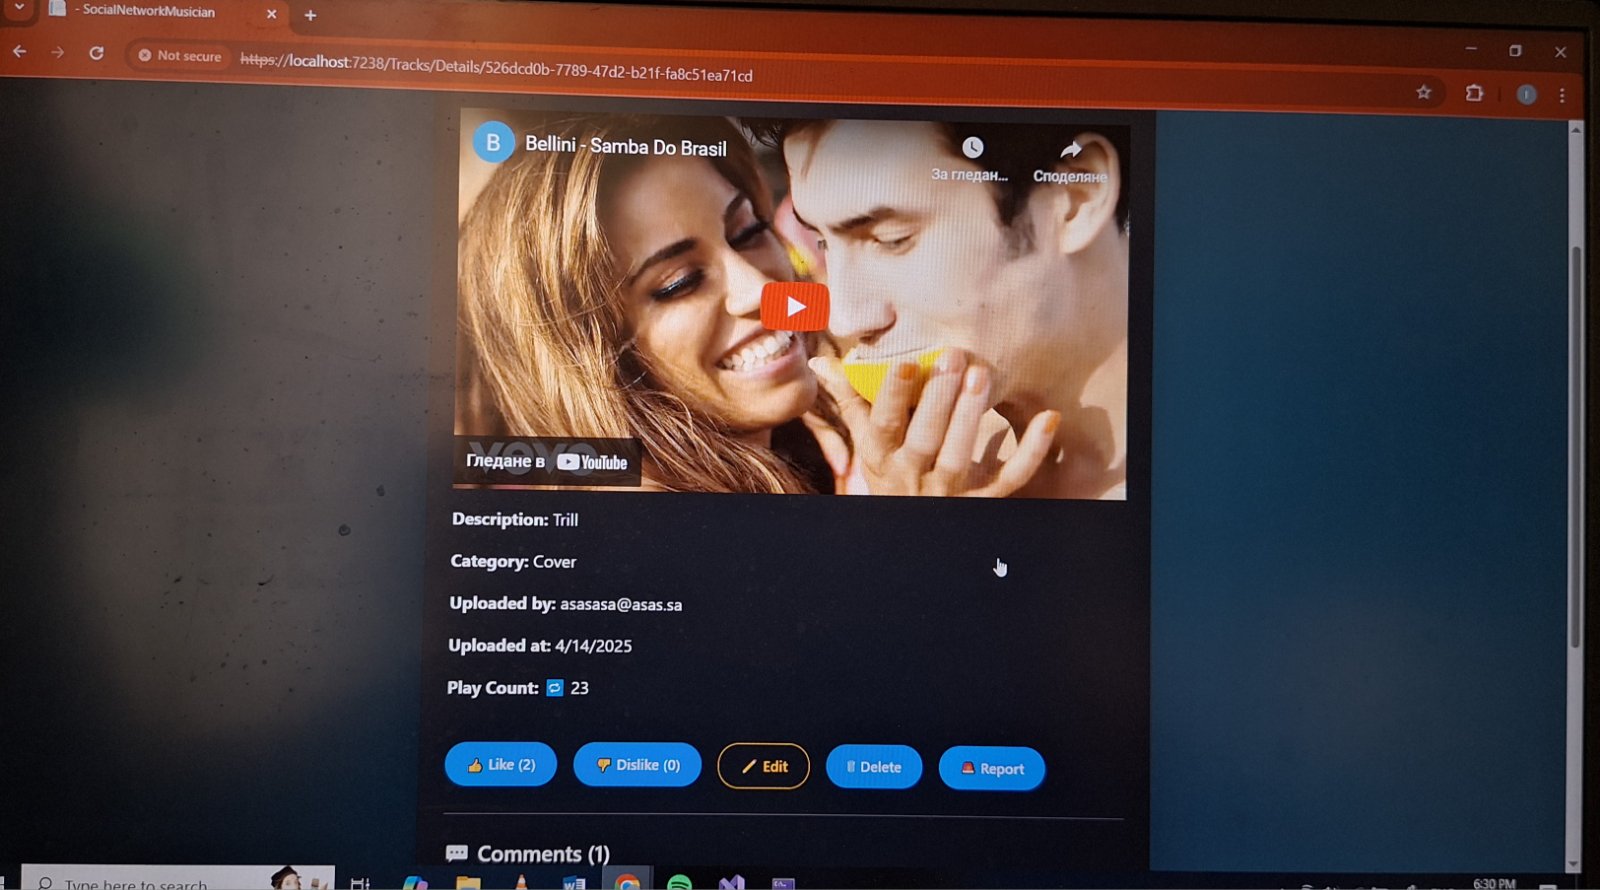 - SocialNetworkMusician
Not secure
https://localhost:7238/Tracks/Details/526dcd0b-7789-47d2-b21f-fa8c51ea71cd
B
Bellini - Samba Do Brasil
За гледан...
Споделяне
vevo
Гледане в YouTube
Description: Trill
Category: Cover
Uploaded by: asasasa@asas.sa
Uploaded at: 4/14/2025
Play Count: 23
Like (2)
Dislike (0)
Edit
Delete
Report
Comments (1)
Type here to search
6:30 PM